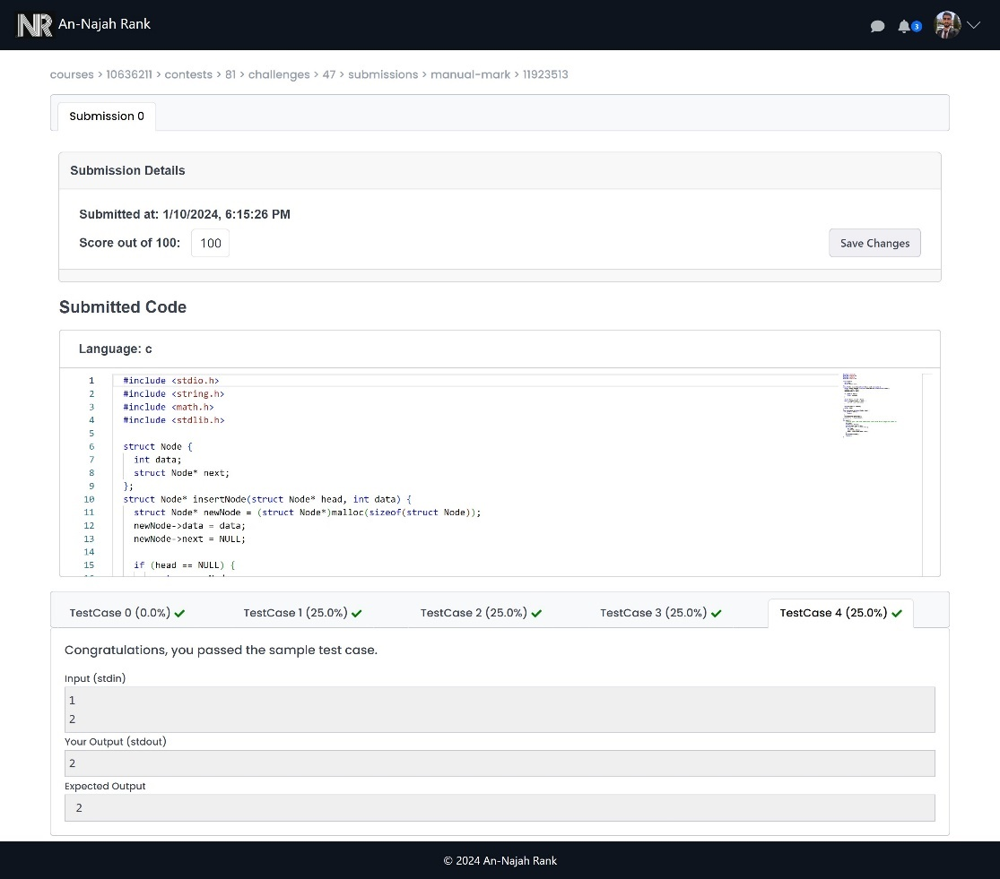 NR An-Najah Rank
3
courses > 10636211 > contests > 81 > challenges > 47 > submissions > manual-mark > 11923513
Submission 0
Submission Details
Submitted at: 1/10/2024, 6:15:26 PM
Score out of 100: 100
Save Changes
Submitted Code
Language: c
1 #include <stdio.h>
2 #include <string.h>
3 #include <math.h>
4 #include <stdlib.h>
5
6 struct Node {
7 int data;
8 struct Node* next;
9 };
10 struct Node* insertNode(struct Node* head, int data) {
11 struct Node* newNode = (struct Node*)malloc(sizeof(struct Node));
12 newNode->data = data;
13 newNode->next = NULL;
14
15 if (head == NULL) {
TestCase 0 (0.0%) TestCase 1 (25.0%) TestCase 2 (25.0%) TestCase 3 (25.0%) TestCase 4 (25.0%)
Congratulations, you passed the sample test case.
Input (stdin)
1
2
Your Output (stdout)
2
Expected Output
2
© 2024 An-Najah Rank